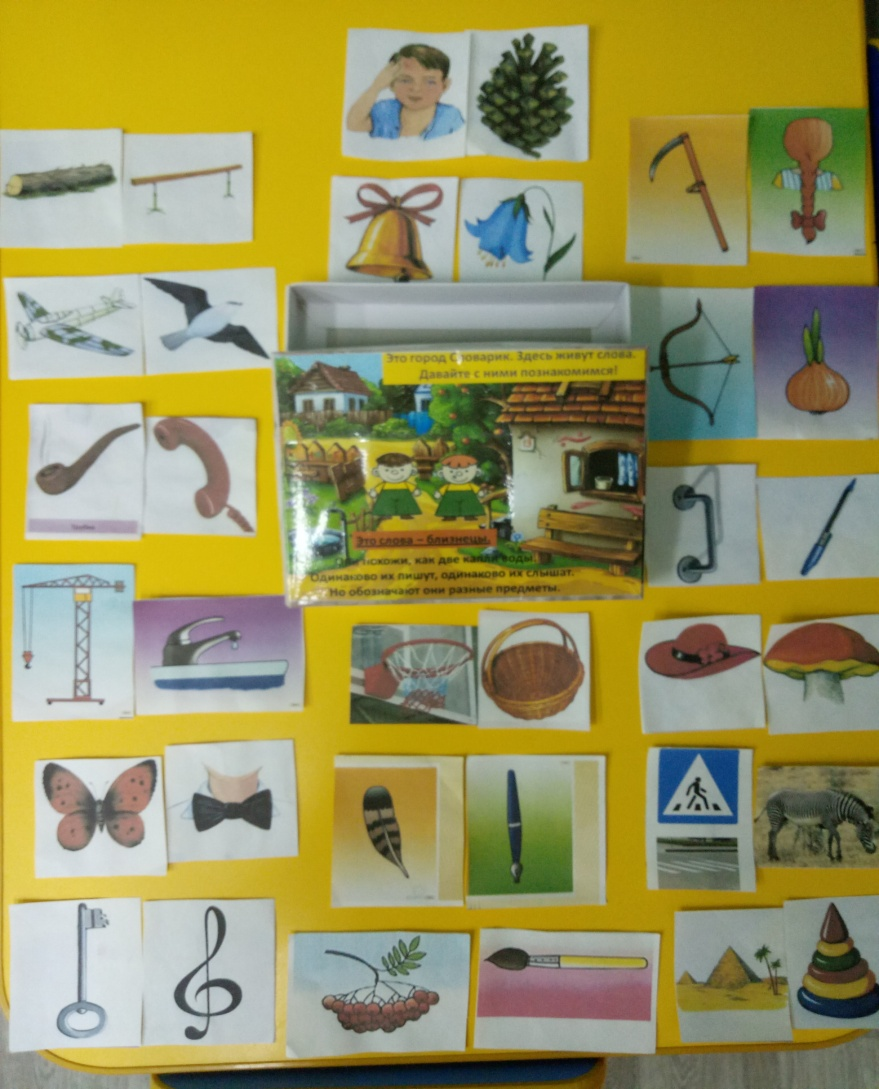 Это город Словарик. Здесь живут слова.
Давайте с ними познакомимся!
Это слова – близнецы.
похожи, как две капли воды.
Одинаково их пишут, одинаково их слышат.
Но обозначают они разные предметы.